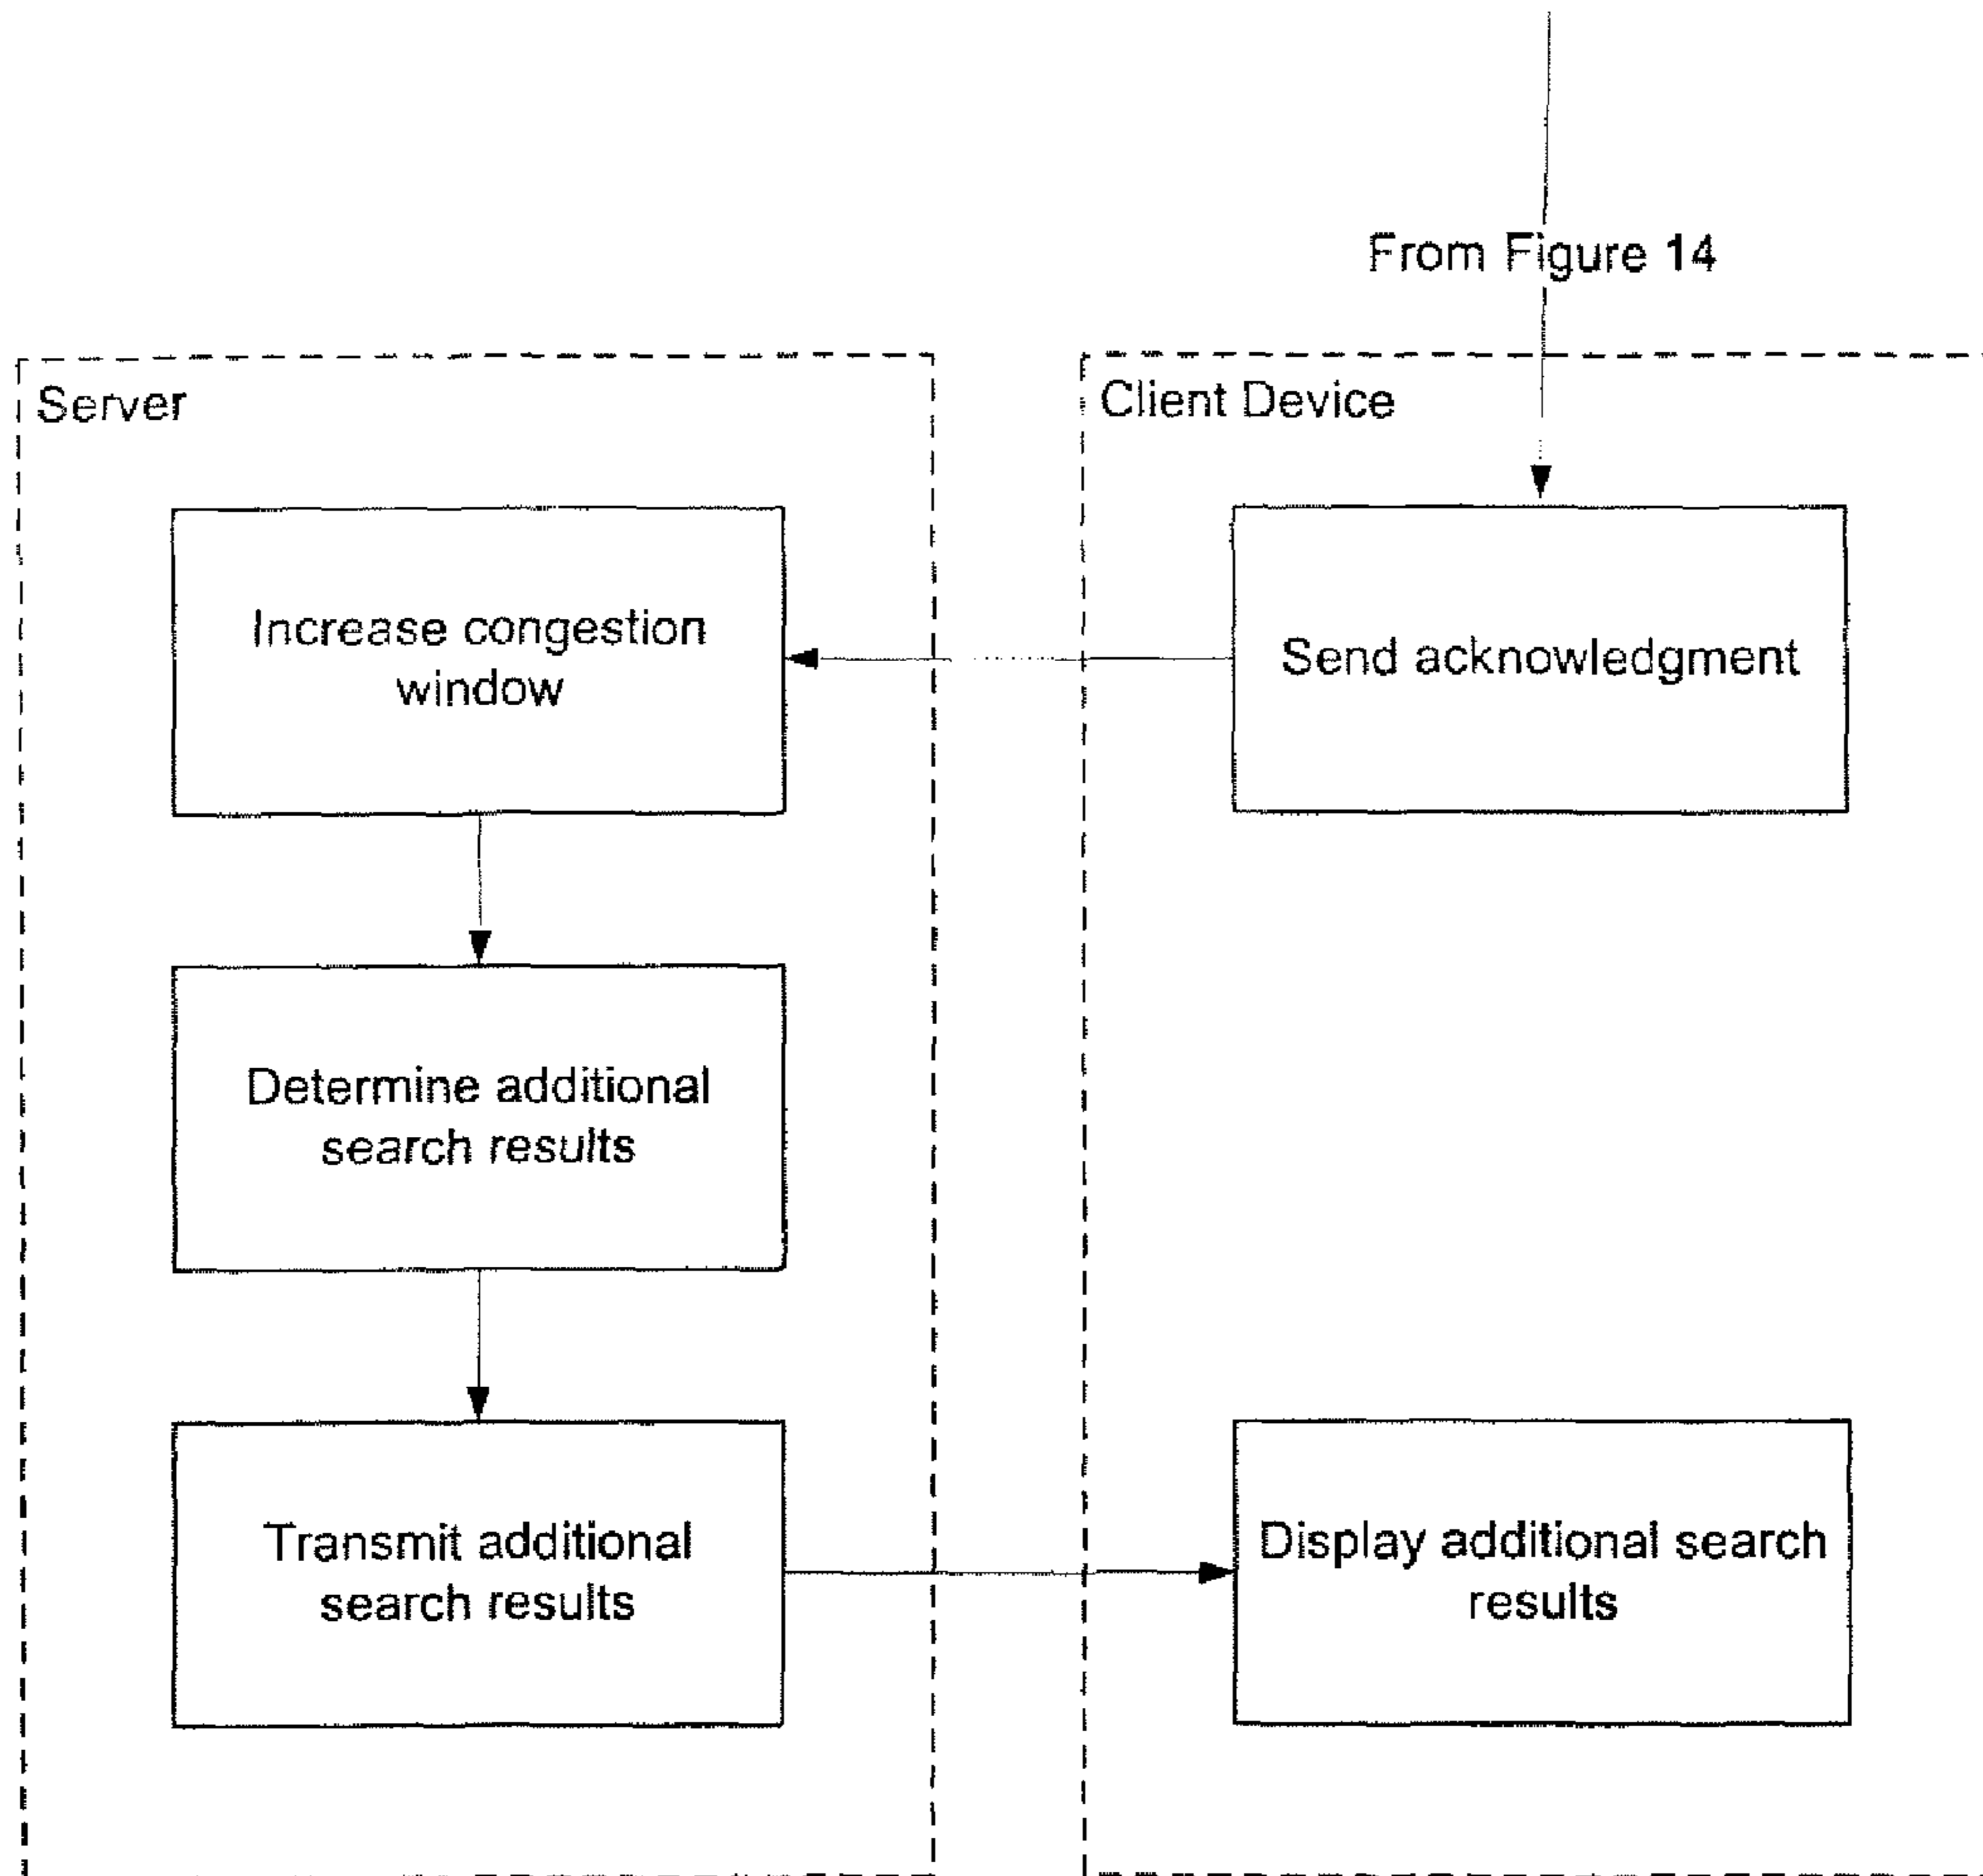 From Figure 14
Server
Client Device
Increase congestion
window
Send acknowledgment
Determine additional
search results
Transmit additional
search results
Display additional search
results